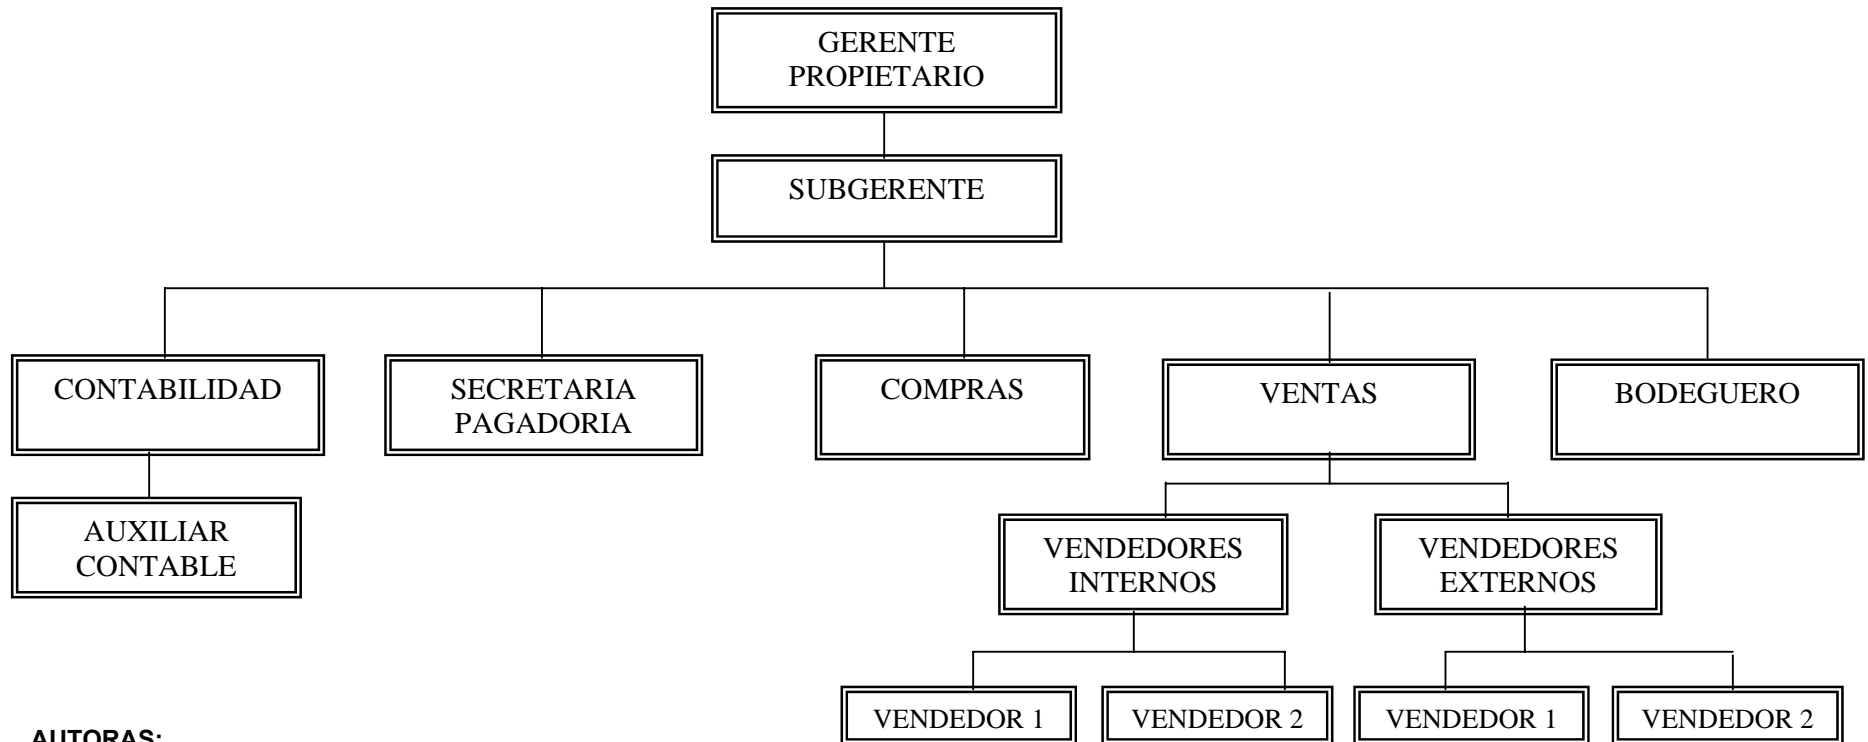 GERENTE
PROPIETARIO
SUBGERENTE
CONTABILIDAD
SECRETARIA
PAGADORIA
COMPRAS
VENTAS
BODEGUERO
AUXILIAR
CONTABLE
VENDEDORES
INTERNOS
VENDEDORES
EXTERNOS
VENDEDOR 1
VENDEDOR 2
VENDEDOR 1
VENDEDOR 2
AUTORAS: